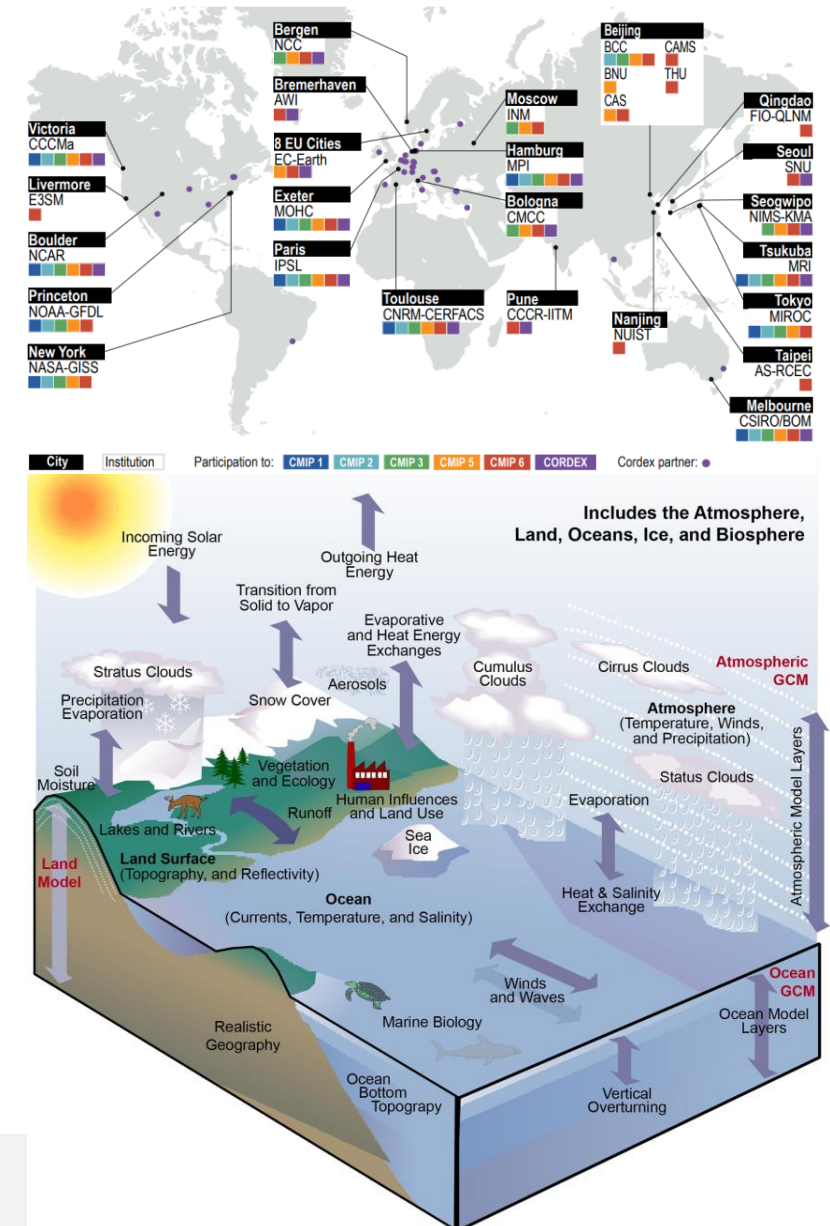 Victoria
CCCMa
Livermore
E3SM
Boulder
NCAR
Princeton
NOAA-GFDL
New York
NASA-GISS
Bergen
NCC
Bremerhaven
AWI
8 EU Cities
EC-Earth
Exeter
MOHC
Paris
IPSL
Toulouse
CNRM-CERFACS
Moscow
INM
Hamburg
MPI
Bologna
CMCC
Pune
CCCR-IITM
Beijing
BCC CAMS
BNU THU
CAS
Nanjing
NUIST
Qingdao
FIO-QLNM
Seoul
SNU
Seogwipo
NIMS-KMA
Tsukuba
MRI
Tokyo
MIROC
Taipei
AS-RCEC
Melbourne
CSIRO/BOM
City Institution Participation to: CMIP 1 CMIP 2 CMIP 3 CMIP 5 CMIP 6 CORDEX Cordex partner:
Includes the Atmosphere,
Land, Oceans, Ice, and Biosphere
Incoming Solar
Energy
Outgoing Heat
Energy
Transition from
Solid to Vapor
Evaporative
and Heat Energy
Exchanges
Stratus Clouds
Snow Cover
Aerosols
Cumulus
Clouds
Cirrus Clouds
Atmospheric
GCM
Precipitation
Evaporation
Atmosphere
(Temperature, Winds,
and Precipitation)
Soil
Moisture
Vegetation
and Ecology
Status Clouds
Atmospheric Model Layers
Human Influences
and Land Use
Evaporation
Runoff
Lakes and Rivers
Sea
Ice
Land
Model
Land Surface
(Topography, and Reflectivity)
Ocean
(Currents, Temperature, and Salinity)
Heat & Salinity
Exchange
Winds
and Waves
Ocean
GCM
Ocean Model
Layers
Marine Biology
Realistic
Geography
Ocean
Bottom
Topograpy
Vertical
Overturning